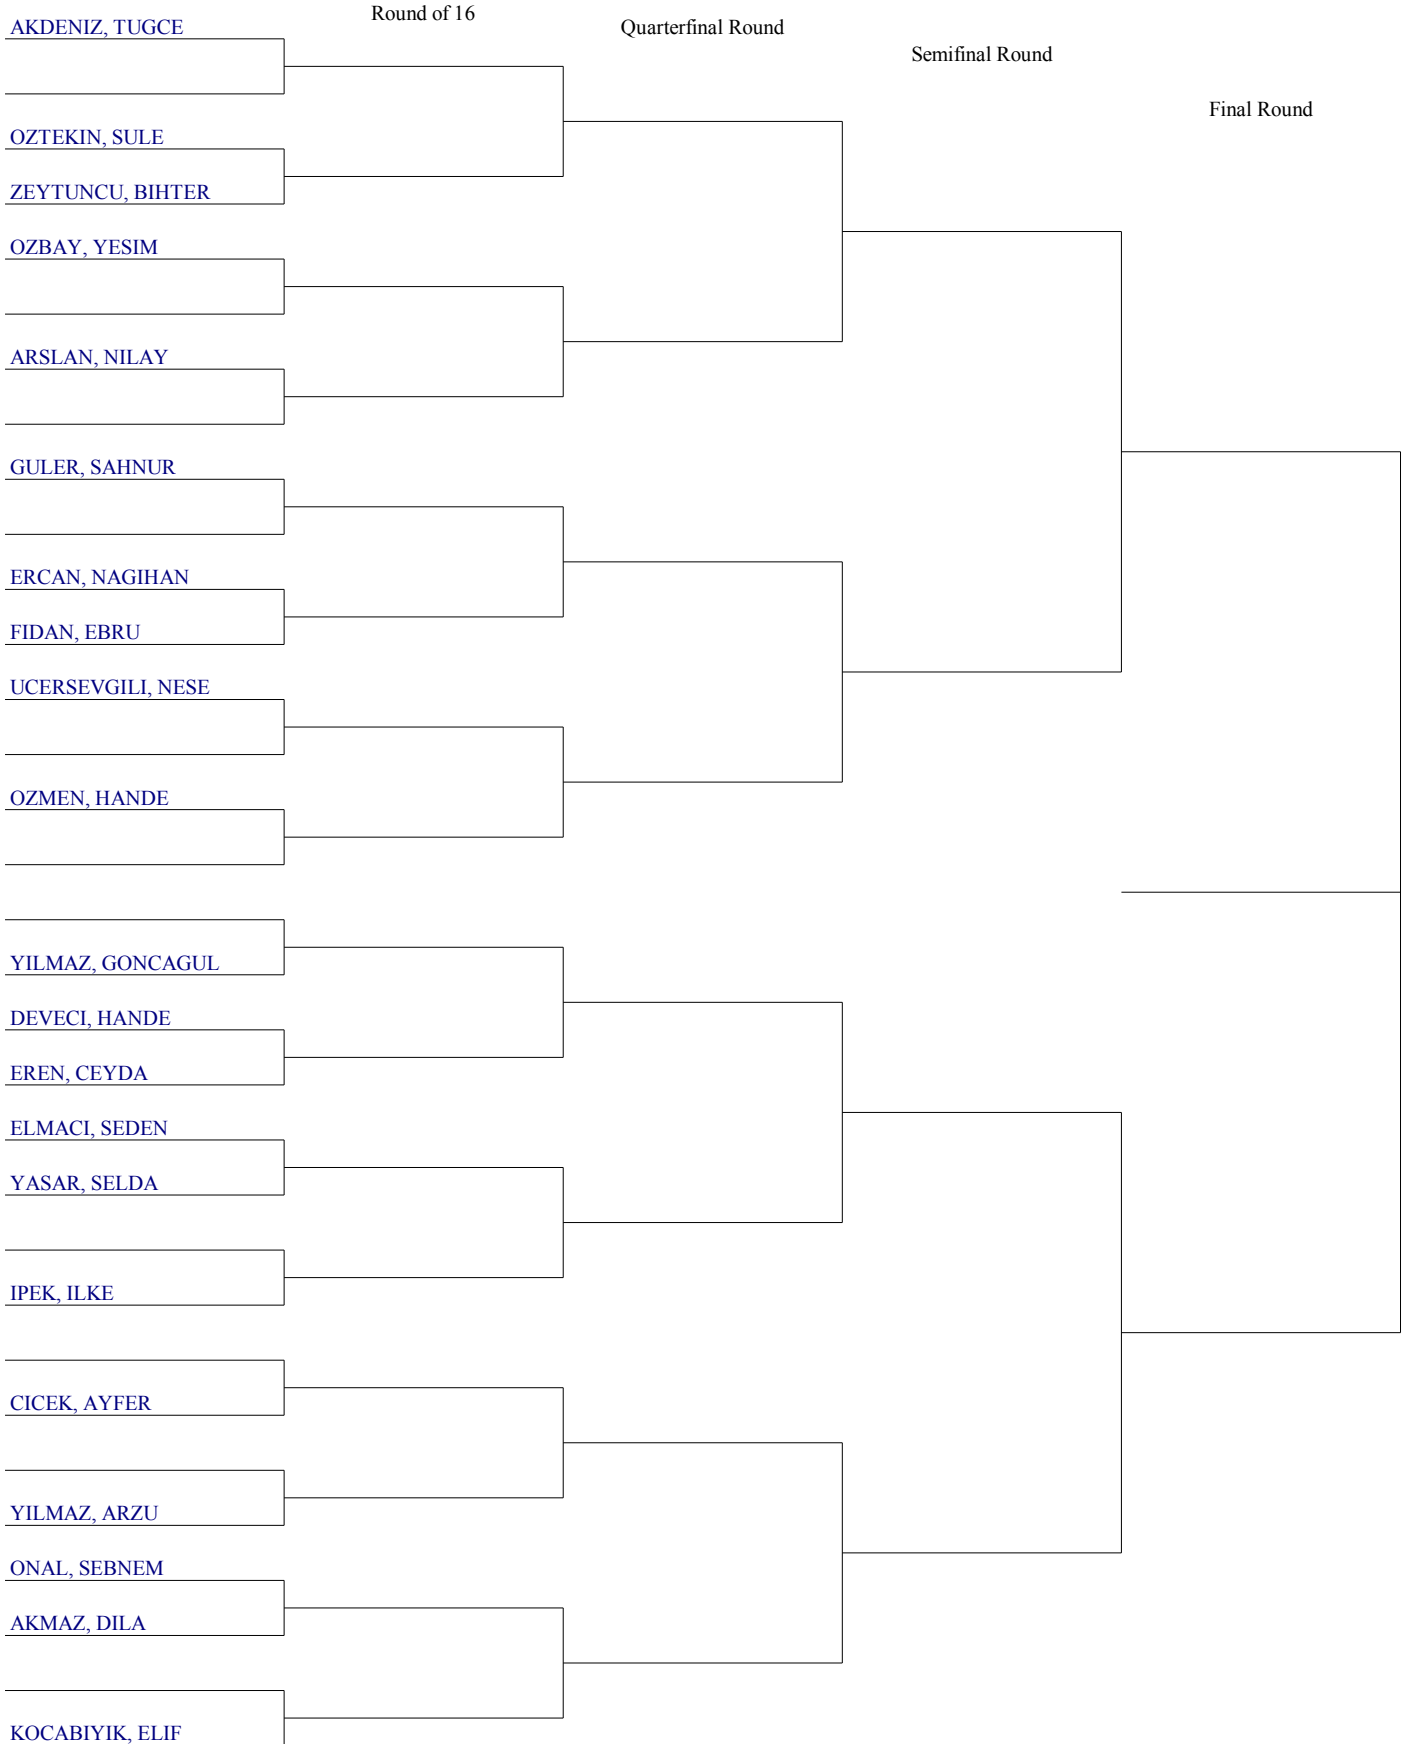 Round of 16
Quarterfinal Round
Semifinal Round
Final Round
AKDENIZ, TUGCE
OZTEKIN, SULE
ZEYTUNCU, BIHTER
OZBAY, YESIM
ARSLAN, NILAY
GULER, SAHNUR
ERCAN, NAGIHAN
FIDAN, EBRU
UCERSEVGILI, NESE
OZMEN, HANDE
YILMAZ, GONCAGUL
DEVECI, HANDE
EREN, CEYDA
ELMACI, SEDEN
YASAR, SELDA
IPEK, ILKE
CICEK, AYFER
YILMAZ, ARZU
ONAL, SEBNEM
AKMAZ, DILA
KOCABIYIK, ELIF